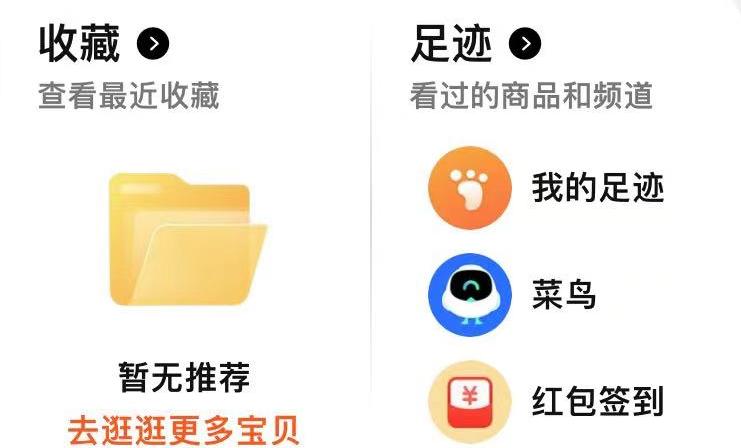 收藏
查看最近收藏
暂无推荐
去逛逛更多宝贝
足迹
看过的商品和频道
我的足迹
菜鸟
¥
红包签到